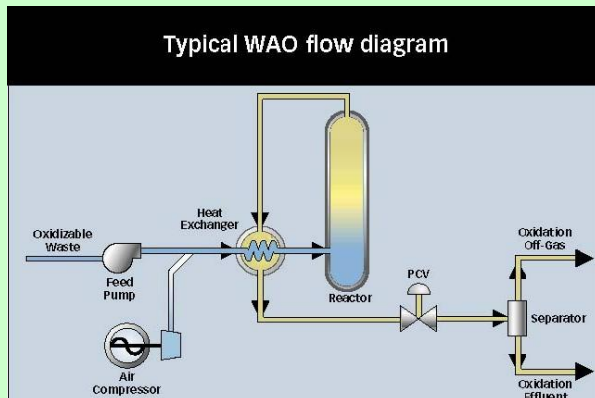 Typical WAO flow diagram
Heat
Exchanger
Oxidizable
Waste
Feed
Pump
Air
Compressor
Reactor
PCV
Oxidation
Off-Gas
Separator
Oxidation
Effluent